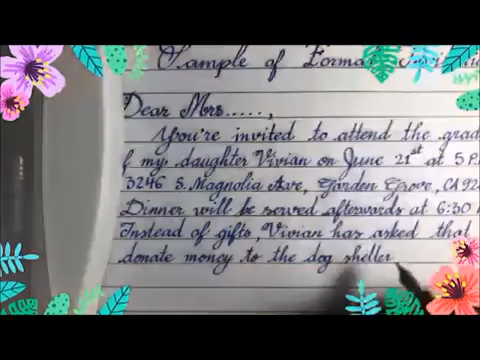 Sample of Formal
Dear Mrs.....,
You're invited to attend the grad
f my daughter Vivian on June 21st at 5 P.
3246 S. Magnolia Ave, Garden Grove, CA 92
Dinner will be served afterwards at 6:30
Instead of gifts, Vivian has asked that
donate money to the dog shelter